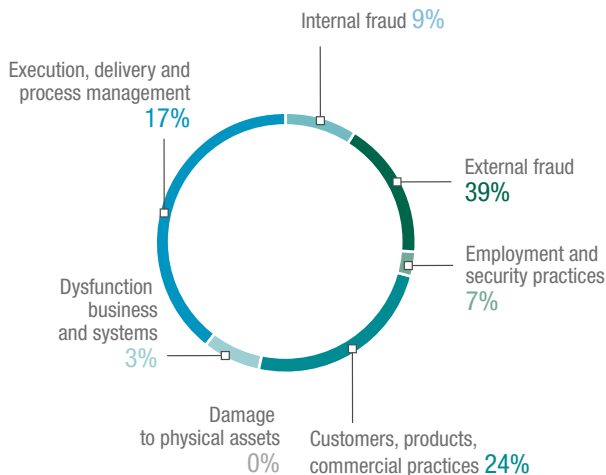 Internal fraud 9%
Execution, delivery and
process management
17%
External fraud
39%
Employment and
security practices
7%
Dysfunction
business
and systems
3%
Damage
to physical assets
0%
Customers, products,
commercial practices 24%